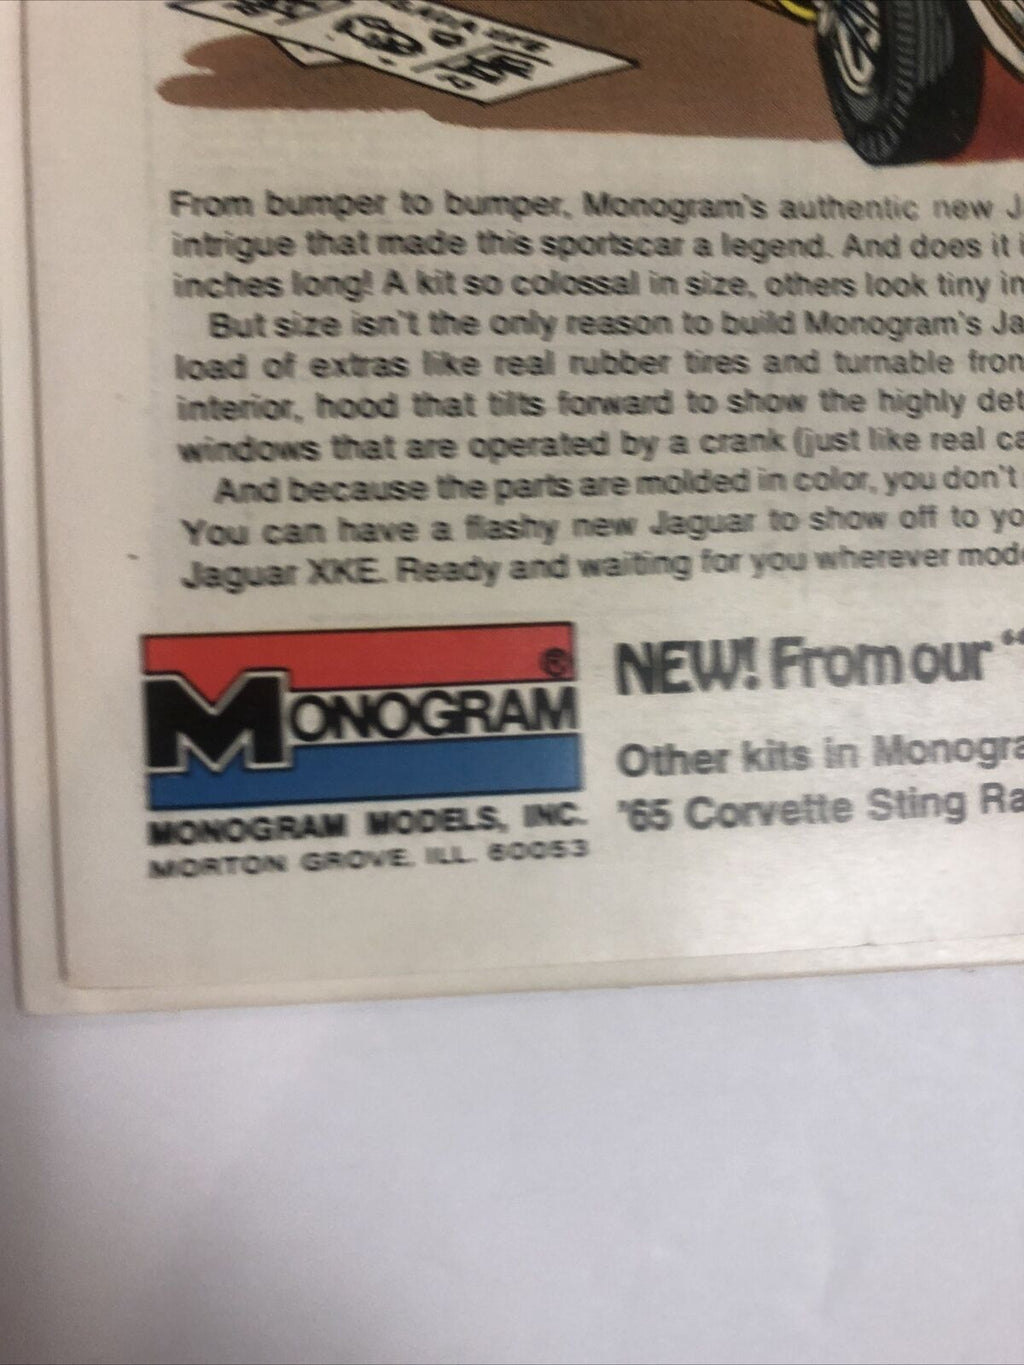 From bumper to bumper, Monogram's authentic new J
intrigue that made this sportscar a legend. And does it i
inches long! A kit so colossal in size, others look tiny in
But size isn't the only reason to build Monogram's Ja
load of extras like real rubber tires and turnable fron
interior, hood that tilts forward to show the highly det
windows that are operated by a crank (just like real ca
And because the parts are molded in color, you don't
You can have a flashy new Jaguar to show off to yo
Jaguar XKE. Ready and waiting for you wherever mode
MONOGRAM®
MONOGRAM MODELS, INC.
MORTON GROVE, ILL. 60053
NEW! From our "
Other kits in Monogra
'65 Corvette Sting Ra